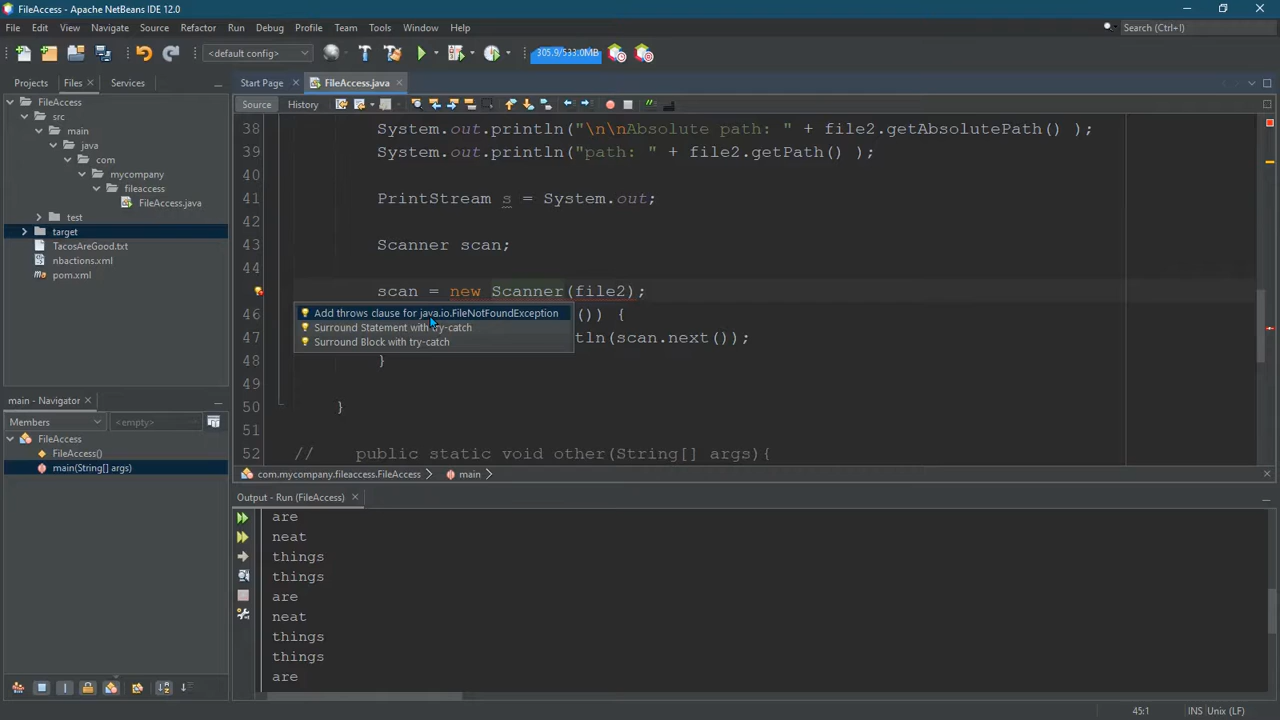 FileAccess - Apache NetBeans IDE 12.0
File Edit View Navigate Source Refactor Run Debug Profile Team Tools Window Help
Search (Ctrl+I)
<default config>
305.9/533.0MB
Projects Files Services
Start Page FileAccess.java
Source History
FileAccess
src
main
java
com
mycompany
fileaccess
FileAccess.java
test
target
TacosAreGood.txt
nbactions.xml
pom.xml
38 System.out.println("\n\nAbsolute path: " + file2.getAbsolutePath() );
39 System.out.println("path: " + file2.getPath() );
40
41 PrintStream s = System.out;
42
43 Scanner scan;
44
scan = new Scanner(file2);
46 ()) {
47 tln(scan.next());
48 }
49
50 }
51
52 // public static void other(String[] args){
Add throws clause for java.io.FileNotFoundException
Surround Statement with try-catch
Surround Block with try-catch
com.mycompany.fileaccess.FileAccess main
main - Navigator
Members <empty>
FileAccess
FileAccess()
main(String[] args)
Output - Run (FileAccess)
are
neat
things
things
are
neat
things
things
are
45:1 INS Unix (LF)